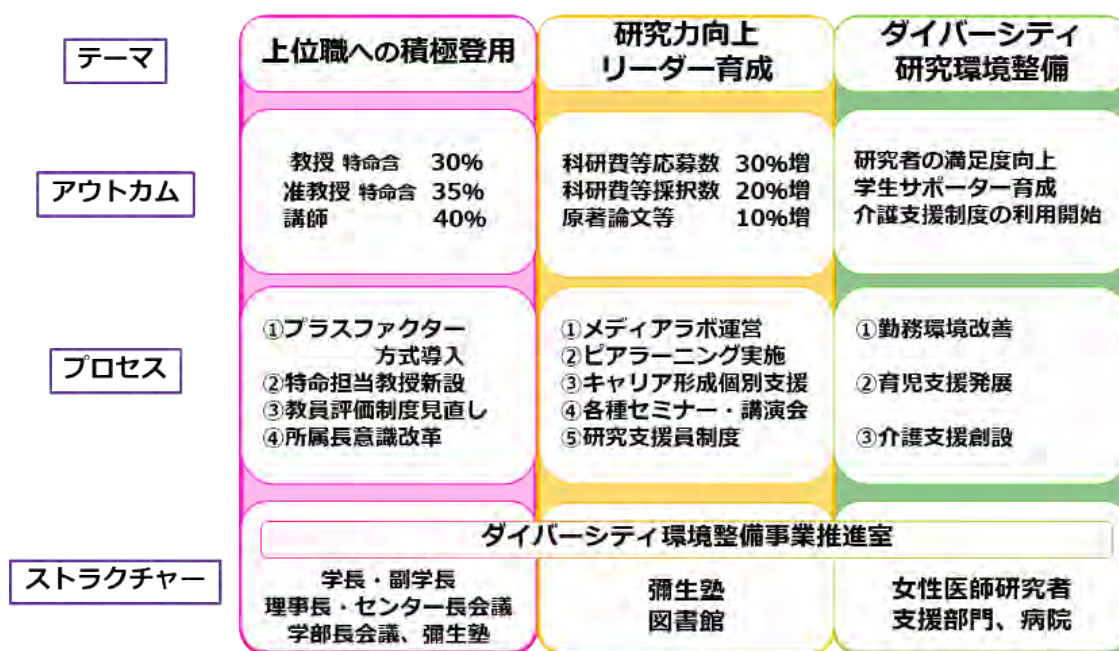 テーマ
上位職への積極登用
研究力向上
リーダー育成
ダイバーシティ
研究環境整備
アウトカム
教授 特命含 30%
准教授 特命含 35%
講師 40%
科研費等応募数 30%増
科研費等採択数 20%増
原著論文等 10%増
研究者の満足度向上
学生サポーター育成
介護支援制度の利用開始
プロセス
①プラスファクター
方式導入
②特命担当教授新設
③教員評価制度見直し
④所属長意識改革
①メディアラボ運営
②ピアラーニング実施
③キャリア形成個別支援
④各種セミナー・講演会
⑤研究支援員制度
①勤務環境改善
②育児支援発展
③介護支援創設
ストラクチャー
ダイバーシティ環境整備事業推進室
学長・副学長
理事長・センター長会議
学部長会議、彌生塾
彌生塾
図書館
女性医師研究者
支援部門、病院